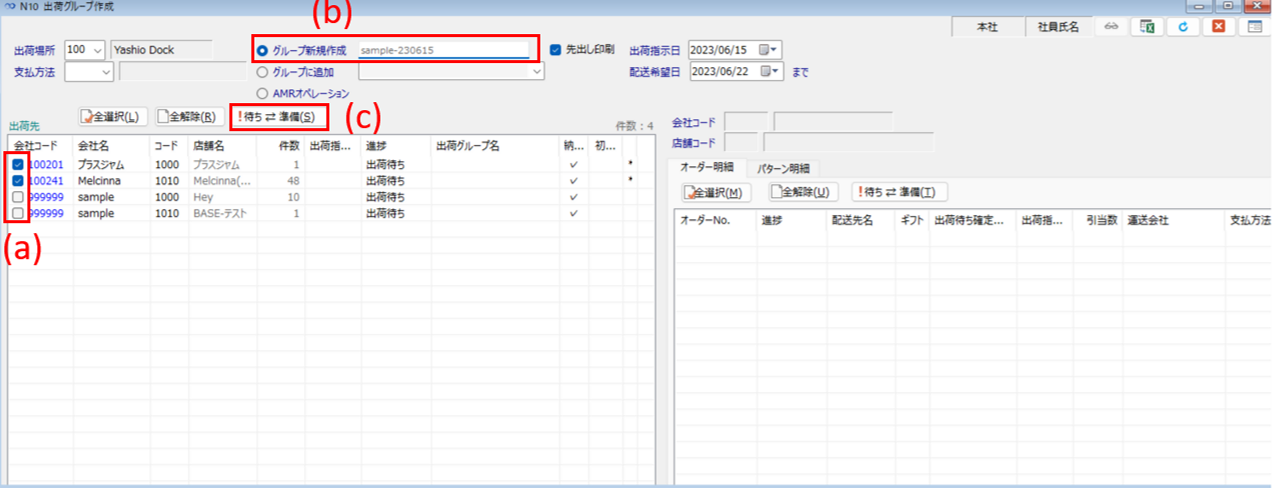 N10 出荷グループ作成
(b)
本社 社員氏名
出荷場所 100 Yashio Dock グループ新規作成 sample-230615 先出し印刷 出荷指示日 2023/06/15
支払方法 グループに追加 配送希望日 2023/06/22 まで
AMRオペレーション
全選択(L) 全解除(R) !待ち ⇄ 準備(S) (c)
出荷先 件数 : 4
会社コード
店舗コード
会社コード 会社名 コード 店舗名 件数 出荷指... 進捗 出荷グループ名 納... 初...
100201 プラスジャム 1000 プラスジャム 1 出荷待ち ✓ *
100241 Melcinna 1010 Melcinna(... 48 出荷待ち ✓ *
999999 sample 1000 Hey 10 出荷待ち ✓
999999 sample 1010 BASE-テスト 1 出荷待ち ✓
(a)
オーダー明細 パターン明細
全選択(M) 全解除(U) !待ち ⇄ 準備(T)
オーダーNo. 進捗 配送先名 ギフト 出荷待ち確定... 出荷指... 引当数 運送会社 支払方法